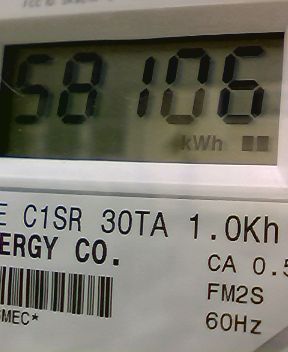 58106
kWh
E C1SR 30TA 1.0Kh
ERGY CO.
CA 0.5
FM2S
60Hz
MEC*